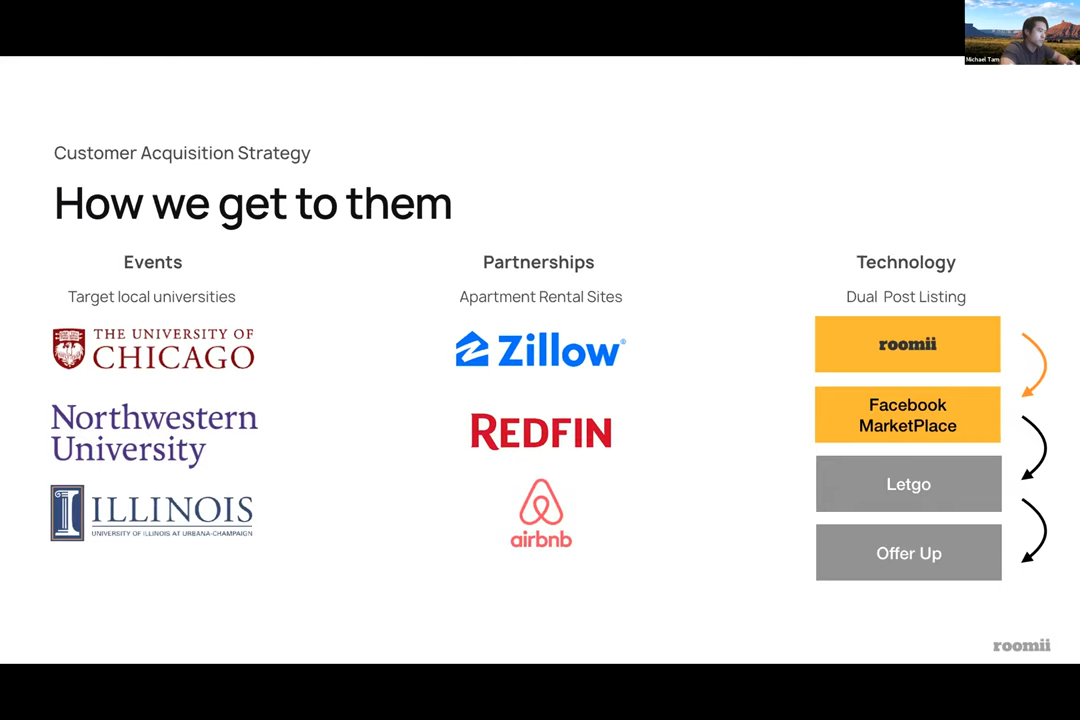 Michael Tam
Customer Acquisition Strategy
How we get to them
Events
Target local universities
THE UNIVERSITY OF
CHICAGO
Northwestern
University
ILLINOIS
UNIVERSITY OF ILLINOIS AT URBANA-CHAMPAIGN
Partnerships
Apartment Rental Sites
Zillow®
REDFIN
airbnb
Technology
Dual Post Listing
roomii
Facebook
MarketPlace
Letgo
Offer Up
roomii